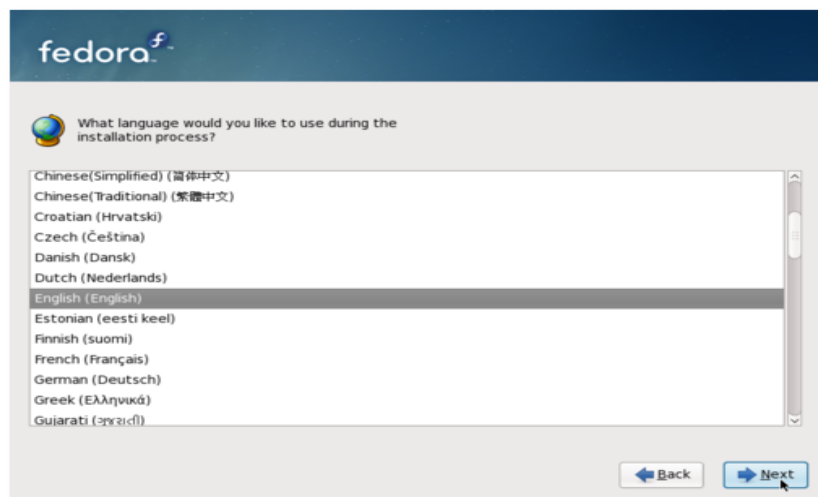 fedora
What language would you like to use during the
installation process?
Chinese(Simplified) (简体中文)
Chinese(Traditional) (繁體中文)
Croatian (Hrvatski)
Czech (Čeština)
Danish (Dansk)
Dutch (Nederlands)
English (English)
Estonian (eesti keel)
Finnish (suomi)
French (Français)
German (Deutsch)
Greek (Ελληνικά)
Gujarati (ગુજરાતી)
Back
Next